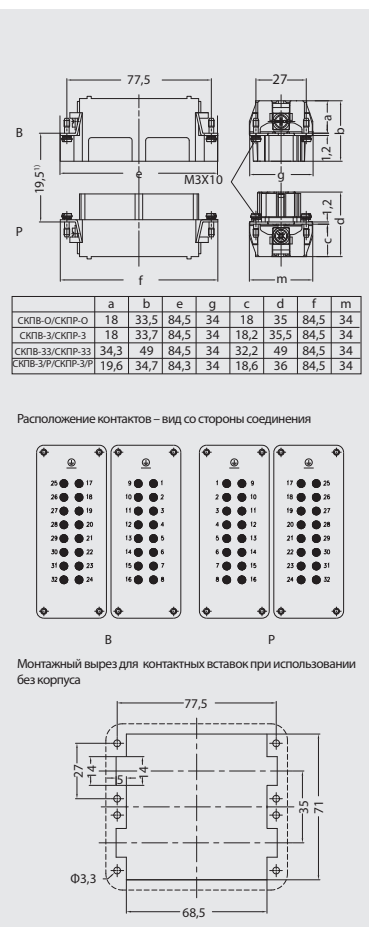 77,5
27
B
19,5¹⁾
e
M3X10
g
1,2
a
b
P
f
m
1,2
c
d
a b e g c d f m
СКПВ-О/СКПР-О 18 33,5 84,5 34 18 35 84,5 34
СКПВ-З/СКПР-З 18 33,7 84,5 34 18,2 35,5 84,5 34
СКПВ-33/СКПР-33 34,3 49 84,5 34 32,2 49 84,5 34
СКПВ-3/Р/СКПР-3/Р 19,6 34,7 84,3 34 18,6 36 84,5 34
Расположение контактов – вид со стороны соединения
25 17 9 1 1 9 17 25
26 18 10 2 2 10 18 26
27 19 11 3 3 11 19 27
28 20 12 4 4 12 20 28
29 21 13 5 5 13 21 29
30 22 14 6 6 14 22 30
31 23 15 7 7 15 23 31
32 24 16 8 8 16 24 32
B P
Монтажный вырез для контактных вставок при использовании
без корпуса
77,5
27
14
5
14
35
71
Ф3,3
68,5